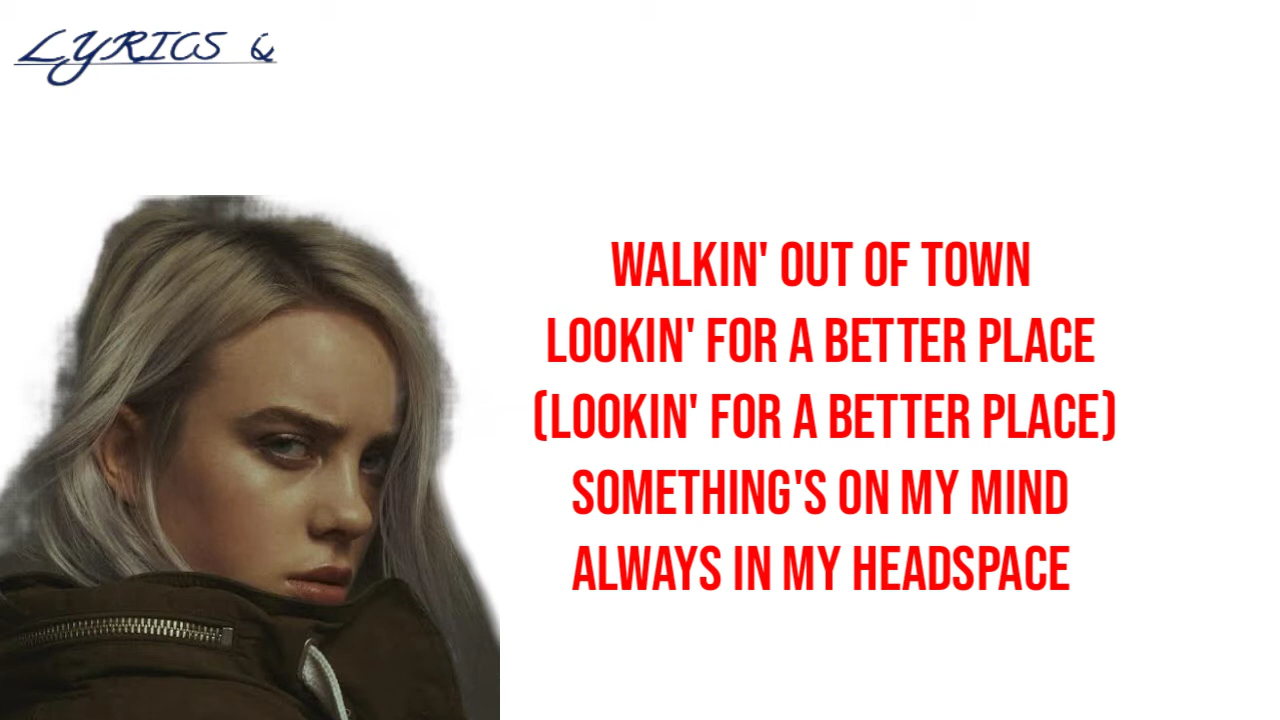 LYRICS &
WALKIN' OUT OF TOWN
LOOKIN' FOR A BETTER PLACE
(LOOKIN' FOR A BETTER PLACE)
SOMETHING'S ON MY MIND
ALWAYS IN MY HEADSPACE